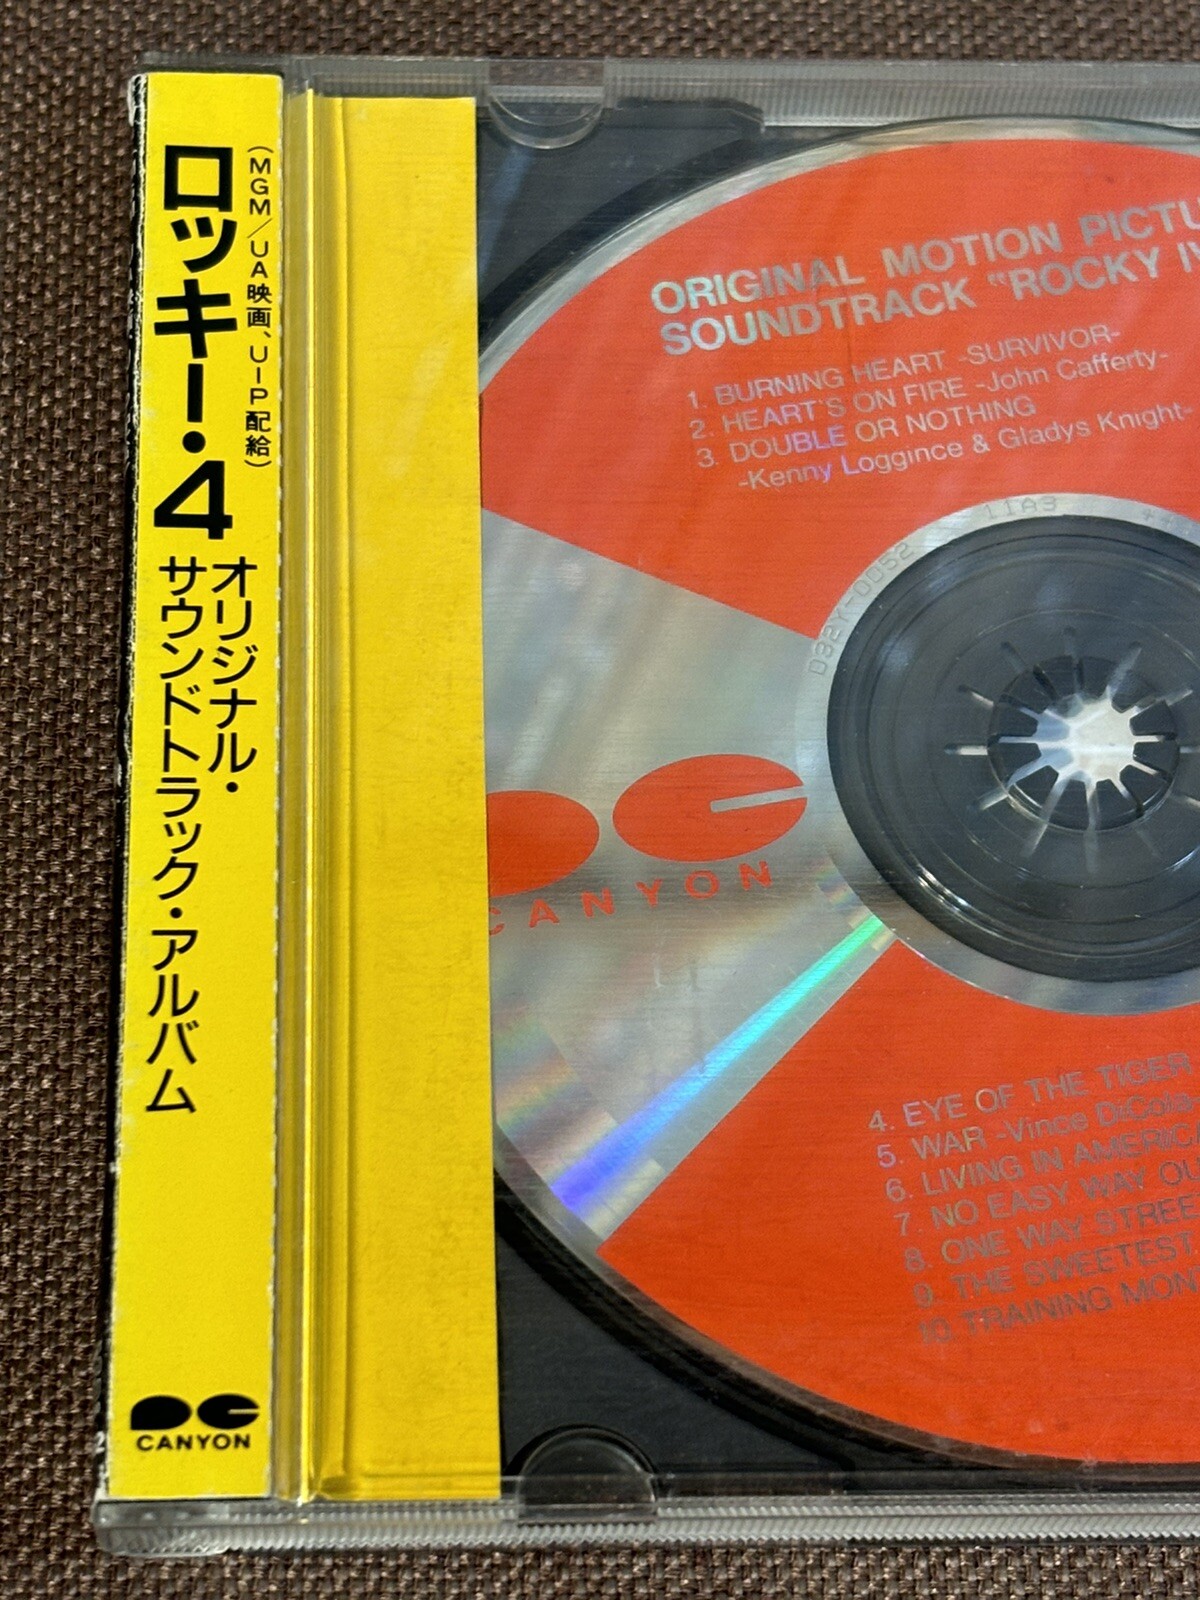 (MGM/UA映画、UIP配給)
ロッキー・4
オリジナル・
サウンドトラック・アルバム
CANYON
ORIGINAL MOTION
SOUNDTRACK "ROCKY IV
1. BURNING HEART -SURVIVOR-
2. HEART'S ON FIRE -John Cafferty-
3. DOUBLE OR NOTHING
-Kenny Loggince & Gladys Knight-
D32Y-0052
11A3
++
CANYON
4. EYE OF THE TIGER
5. WAR -Vince DiCola
6. LIVING IN AMERICA
7. NO EASY WAY
8. ONE WAY
9. THE SWEETEST
10. TRAINING